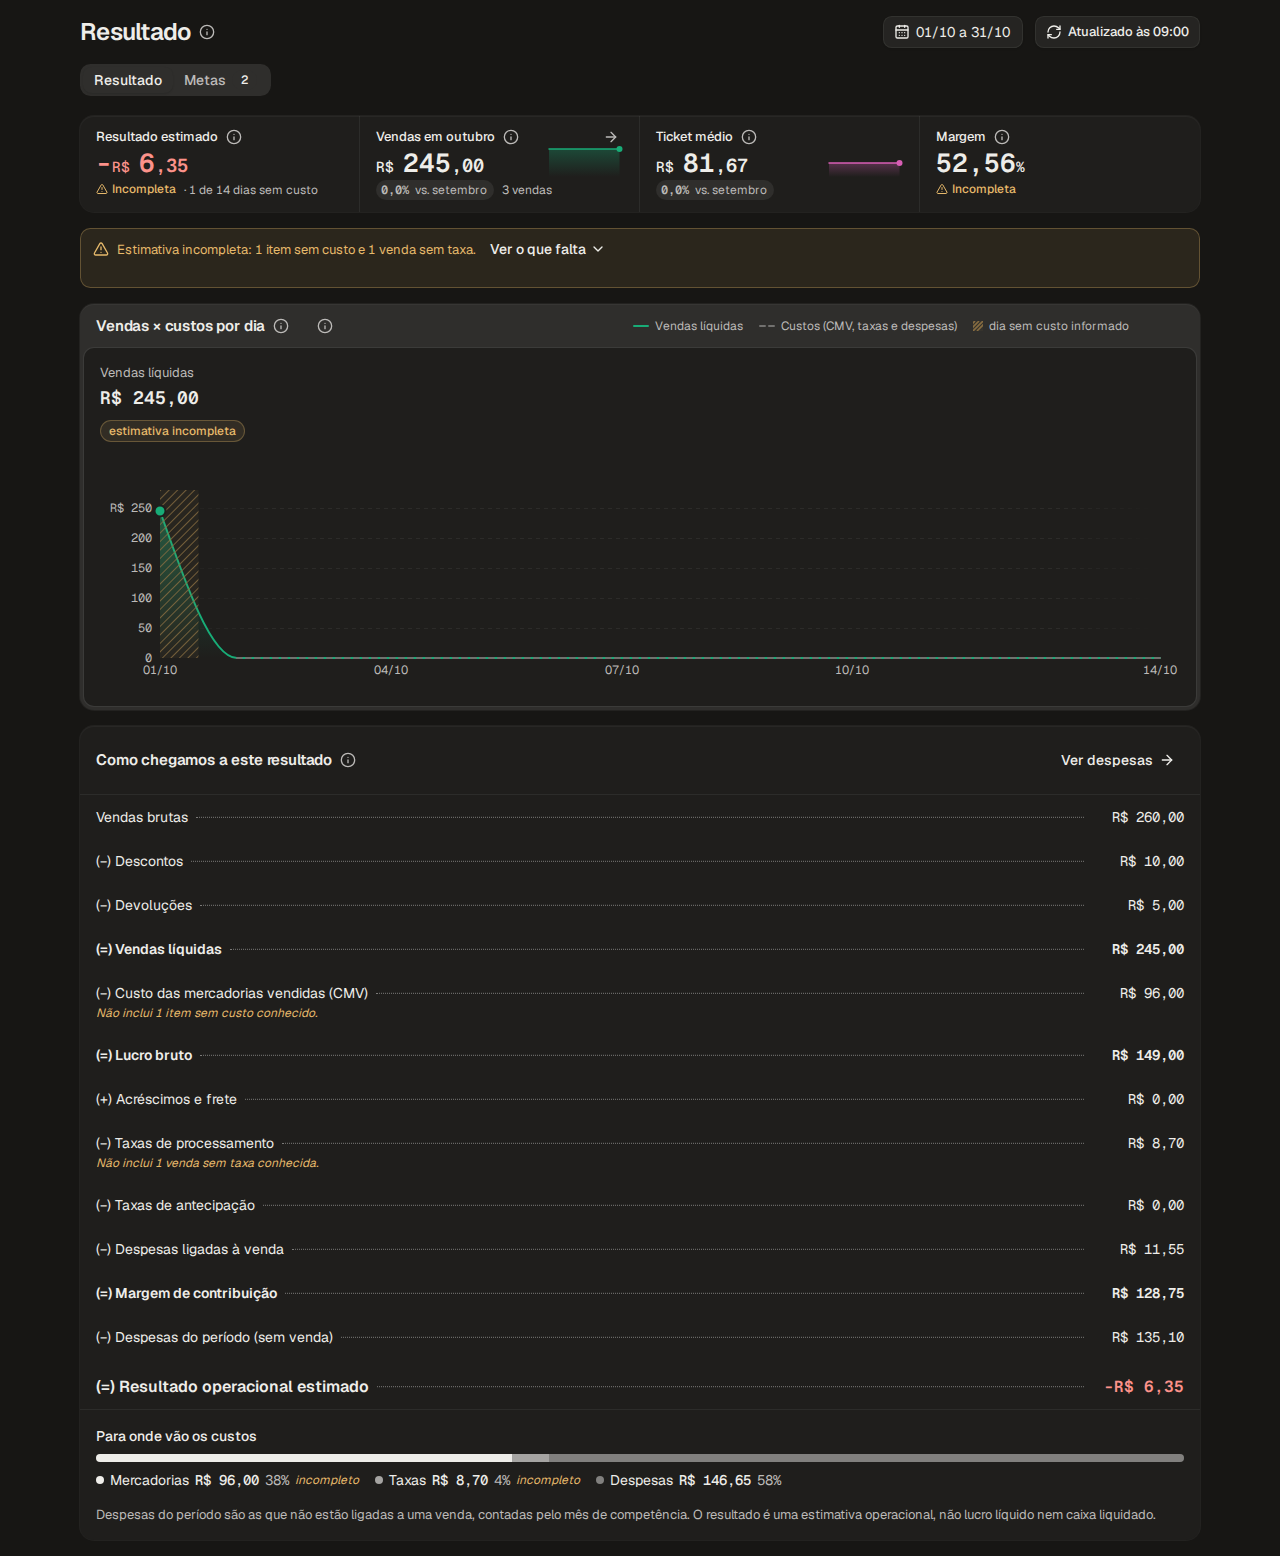 Resultado
01/10 a 31/10
Atualizado às 09:00
Resultado Metas 2
Resultado estimado
-R$ 6,35
Incompleta · 1 de 14 dias sem custo
Vendas em outubro
R$ 245,00
0,0% vs. setembro 3 vendas
Ticket médio
R$ 81,67
0,0% vs. setembro
Margem
52,56%
Incompleta
Estimativa incompleta: 1 item sem custo e 1 venda sem taxa. Ver o que falta
Vendas × custos por dia
Vendas líquidas Custos (CMV, taxas e despesas) dia sem custo informado
Vendas líquidas
R$ 245,00
estimativa incompleta
R$ 250
200
150
100
50
0
01/10 04/10 07/10 10/10 14/10
Como chegamos a este resultado
Ver despesas
Vendas brutas R$ 260,00
(−) Descontos R$ 10,00
(−) Devoluções R$ 5,00
(=) Vendas líquidas R$ 245,00
(−) Custo das mercadorias vendidas (CMV) R$ 96,00
Não inclui 1 item sem custo conhecido.
(=) Lucro bruto R$ 149,00
(+) Acréscimos e frete R$ 0,00
(−) Taxas de processamento R$ 8,70
Não inclui 1 venda sem taxa conhecida.
(−) Taxas de antecipação R$ 0,00
(−) Despesas ligadas à venda R$ 11,55
(=) Margem de contribuição R$ 128,75
(−) Despesas do período (sem venda) R$ 135,10
(=) Resultado operacional estimado -R$ 6,35
Para onde vão os custos
Mercadorias R$ 96,00 38% incompleto Taxas R$ 8,70 4% incompleto Despesas R$ 146,65 58%
Despesas do período são as que não estão ligadas a uma venda, contadas pelo mês de competência. O resultado é uma estimativa operacional, não lucro líquido nem caixa liquidado.